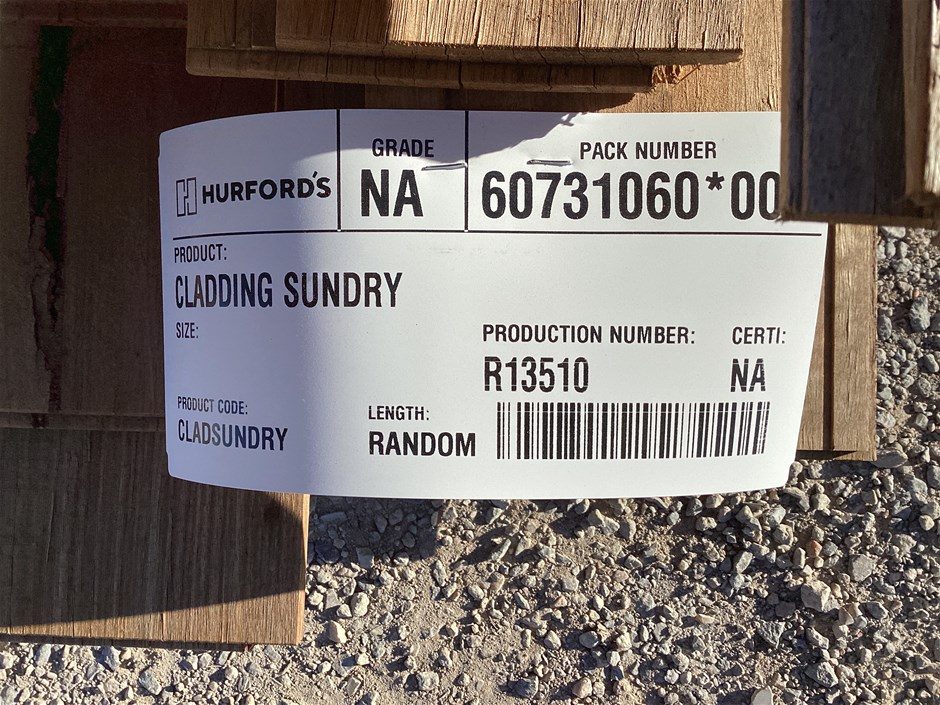 HURFORD'S
GRADE
NA
PACK NUMBER
60731060*00
PRODUCT:
CLADDING SUNDRY
SIZE:
PRODUCTION NUMBER:
R13510
CERTI:
NA
PRODUCT CODE:
CLADSUNDRY
LENGTH:
RANDOM